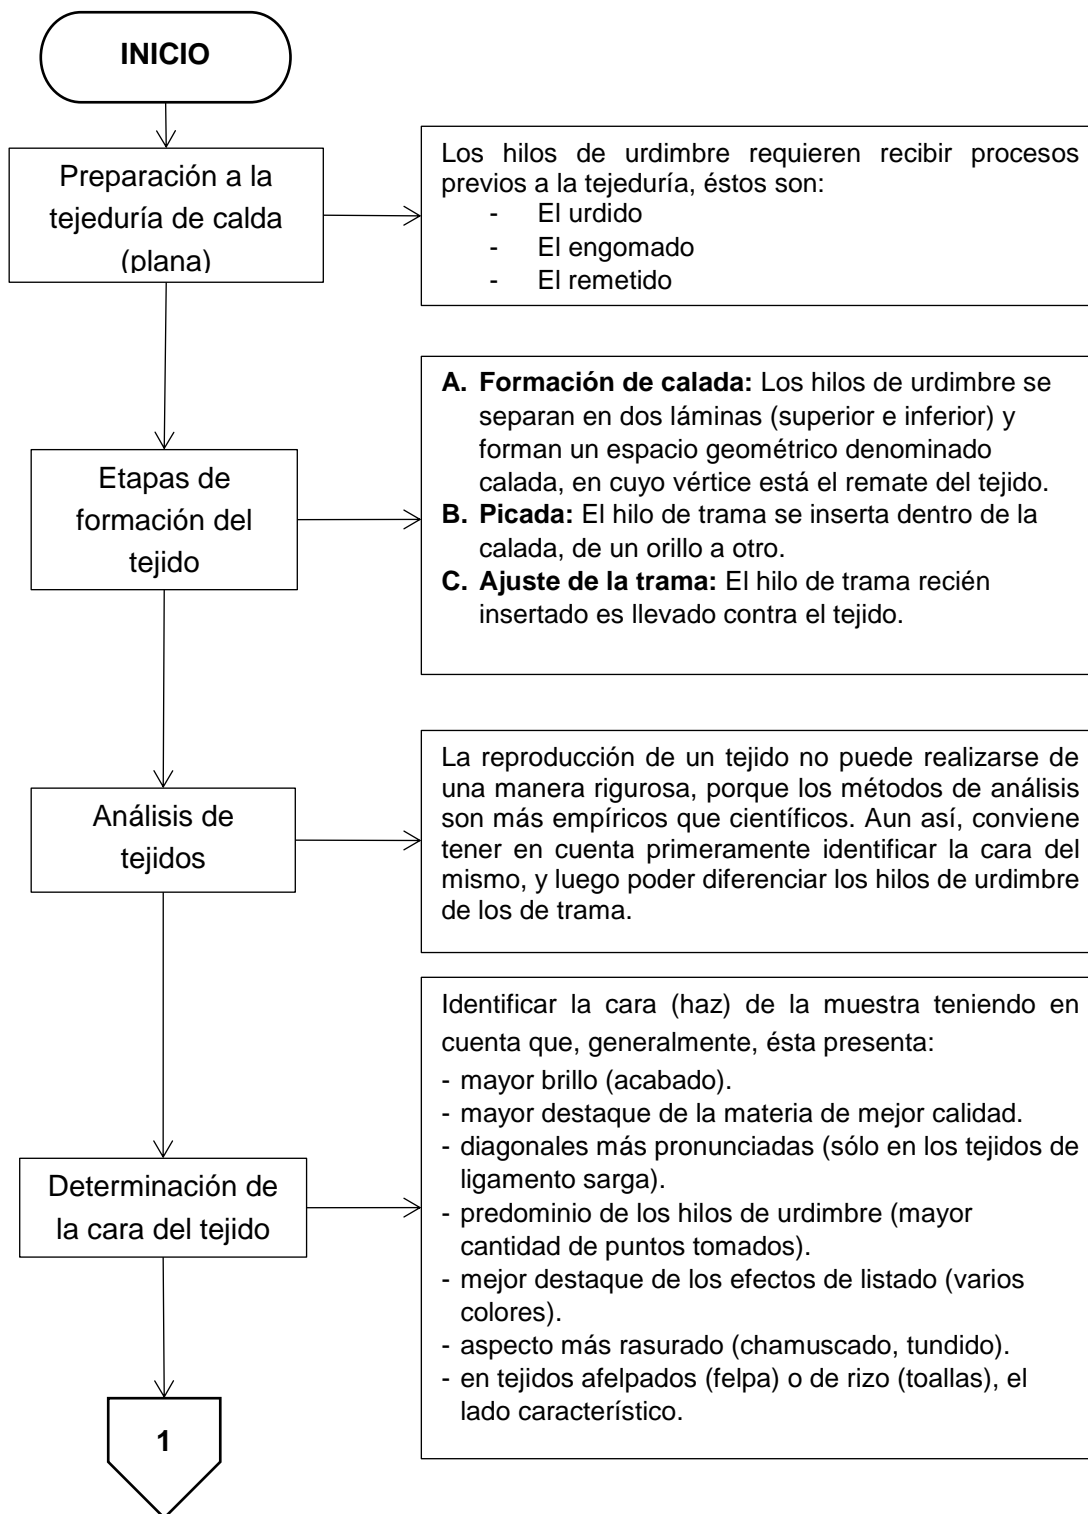 INICIO
Preparación a la
tejeduría de calda
(plana)
Los hilos de urdimbre requieren recibir procesos
previos a la tejeduría, éstos son:
- El urdido
- El engomado
- El remetido
Etapas de
formación del
tejido
A. Formación de calada: Los hilos de urdimbre se
separan en dos láminas (superior e inferior) y
forman un espacio geométrico denominado
calada, en cuyo vértice está el remate del tejido.
B. Picada: El hilo de trama se inserta dentro de la
calada, de un orillo a otro.
C. Ajuste de la trama: El hilo de trama recién
insertado es llevado contra el tejido.
Análisis de
tejidos
La reproducción de un tejido no puede realizarse de
una manera rigurosa, porque los métodos de análisis
son más empíricos que científicos. Aun así, conviene
tener en cuenta primeramente identificar la cara del
mismo, y luego poder diferenciar los hilos de urdimbre
de los de trama.
Determinación de
la cara del tejido
Identificar la cara (haz) de la muestra teniendo en
cuenta que, generalmente, ésta presenta:
- mayor brillo (acabado).
- mayor destaque de la materia de mejor calidad.
- diagonales más pronunciadas (sólo en los tejidos de
ligamento sarga).
- predominio de los hilos de urdimbre (mayor
cantidad de puntos tomados).
- mejor destaque de los efectos de listado (varios
colores).
- aspecto más rasurado (chamuscado, tundido).
- en tejidos afelpados (felpa) o de rizo (toallas), el
lado característico.
1